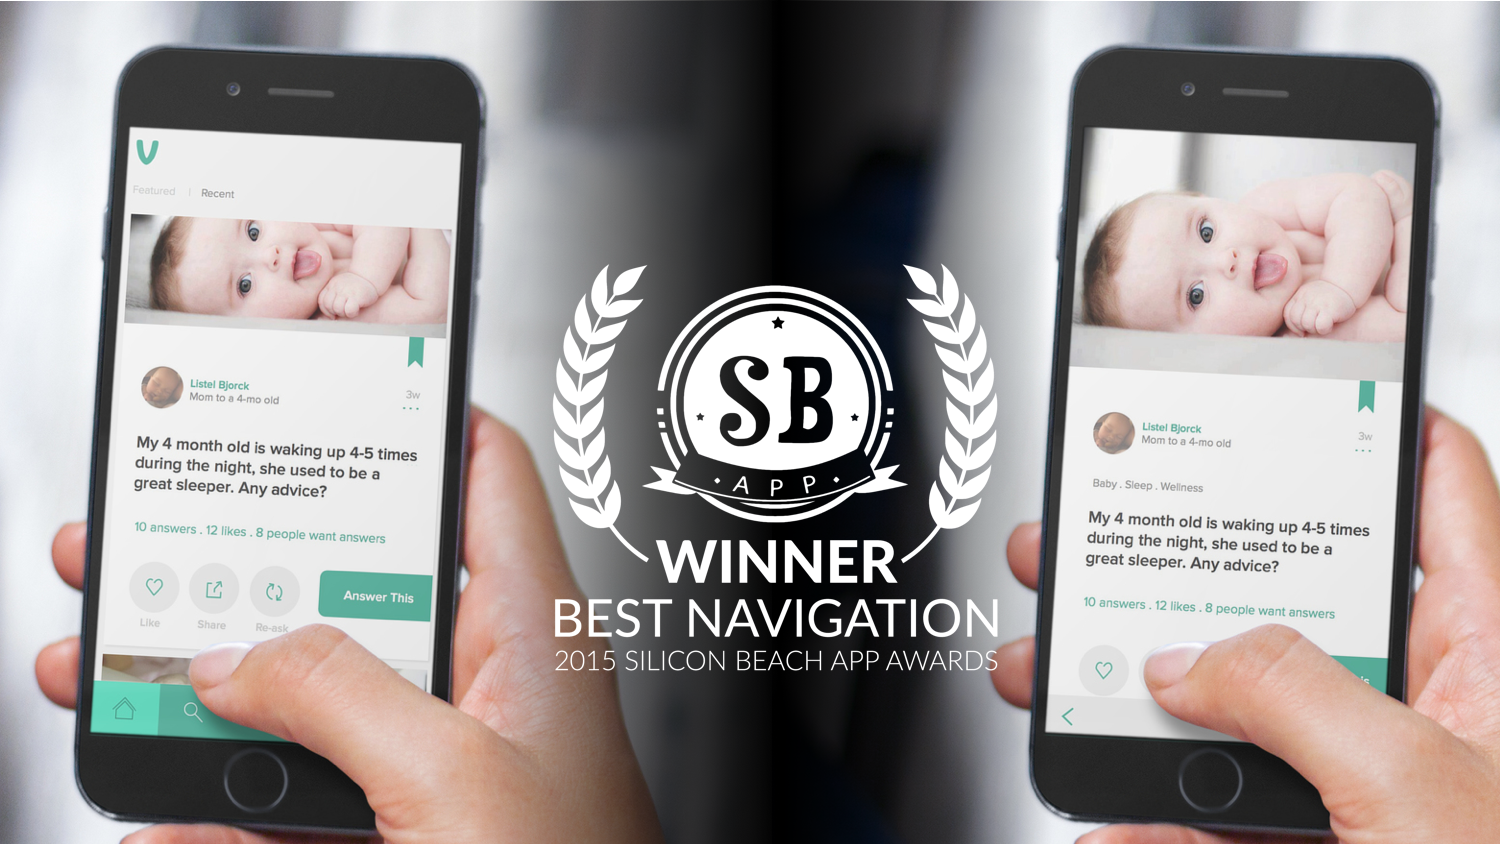 Featured | Recent
Listel Bjorck
Mom to a 4-mo old
3w
My 4 month old is waking up 4-5 times
during the night, she used to be a
great sleeper. Any advice?
10 answers . 12 likes . 8 people want answers
Answer This
Like
Share
Re-ask
SB
APP
WINNER
BEST NAVIGATION
2015 SILICON BEACH APP AWARDS
Listel Bjorck
Mom to a 4-mo old
3w
Baby . Sleep . Wellness
My 4 month old is waking up 4-5 times
during the night, she used to be a
great sleeper. Any advice?
10 answers . 12 likes . 8 people want answers